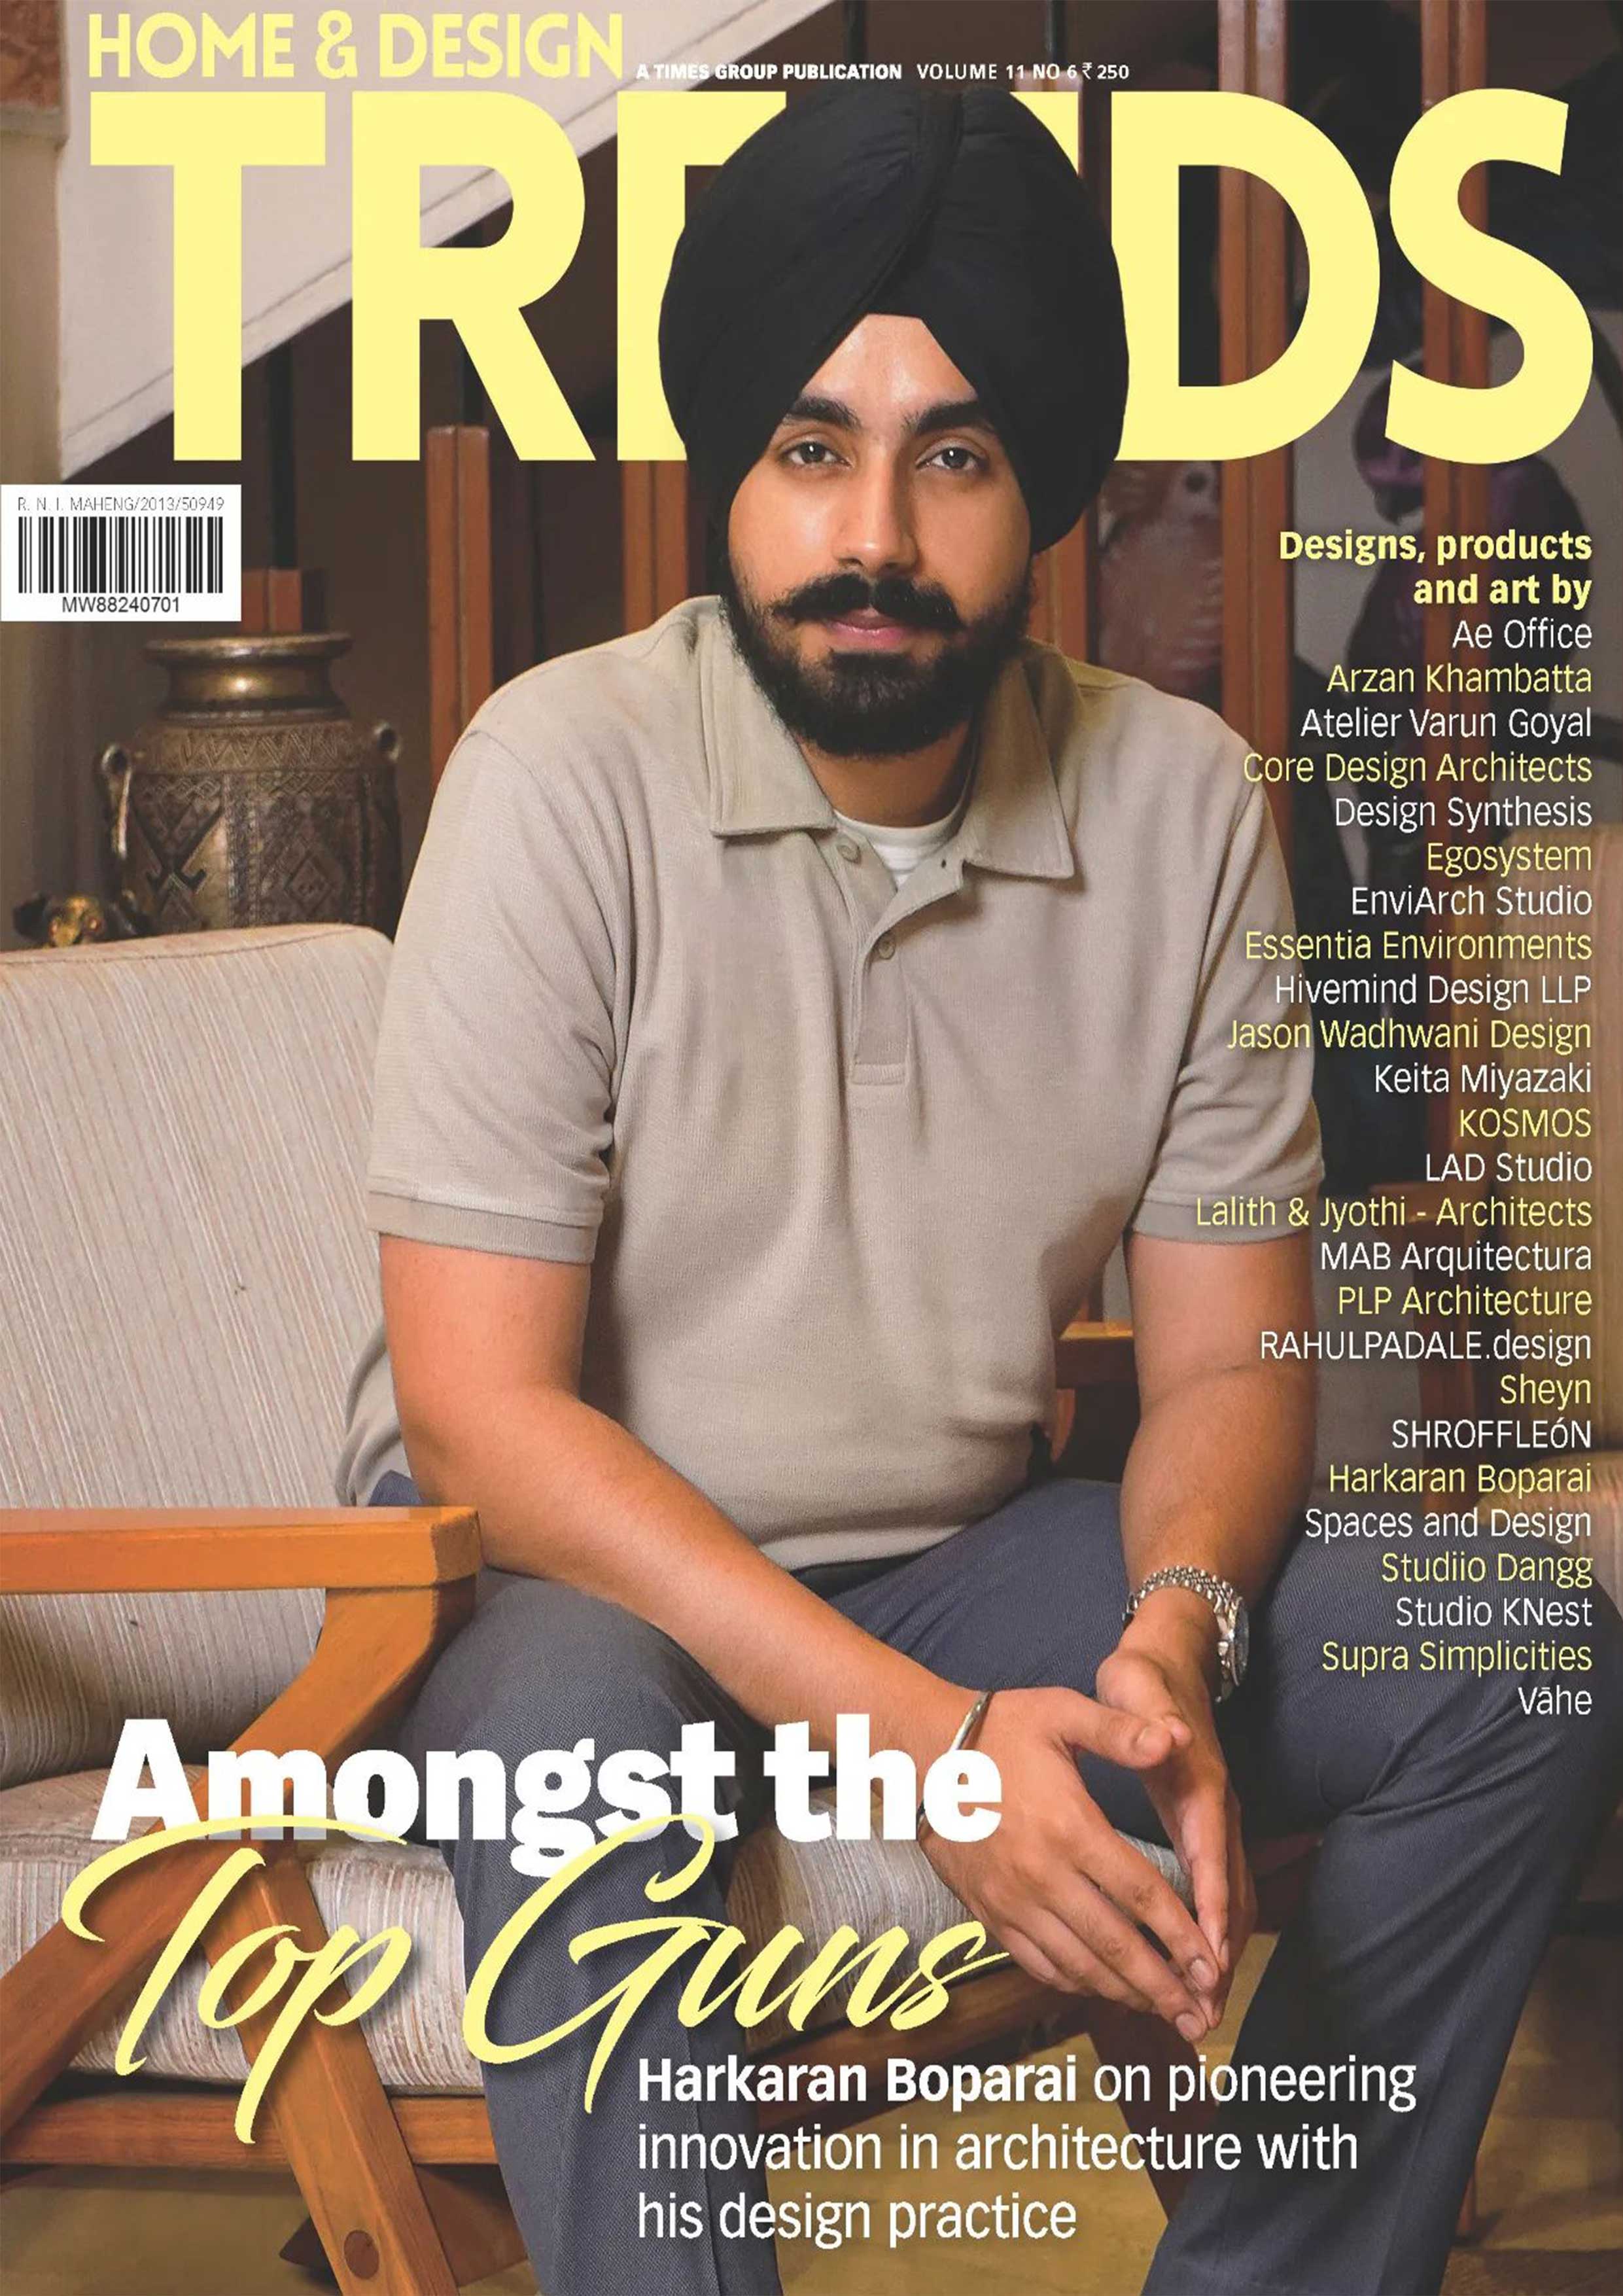 HOME & DESIGN
A TIMES GROUP PUBLICATION VOLUME 11 NO 6 ₹ 250
TRENDS
R. N. I. MAHENG/2013/50949
MW88240701
Designs, products
and art by
Ae Office
Arzan Khambatta
Atelier Varun Goyal
Core Design Architects
Design Synthesis
Egosystem
EnviArch Studio
Essentia Environments
Hivemind Design LLP
Jason Wadhwani Design
Keita Miyazaki
KOSMOS
LAD Studio
Lalith & Jyothi - Architects
MAB Arquitectura
PLP Architecture
RAHULPADALE.design
Sheyn
SHROFFLEóN
Harkaran Boparai
Spaces and Design
Studiio Dangg
Studio KNest
Supra Simplicities
Vāhe
Amongst the
Top Guns
Harkaran Boparai on pioneering
innovation in architecture with
his design practice